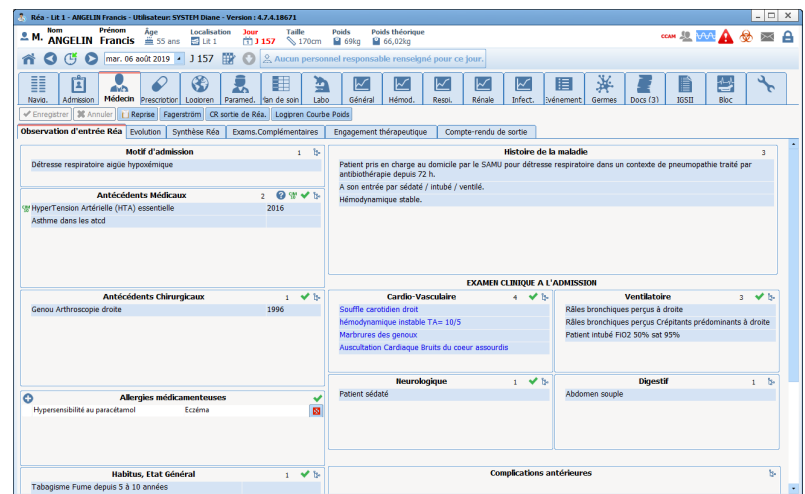 Réa - Lit 1 - ANGELIN Francis - Utilisateur: SYSTEM Diane - Version : 4.7.4.18671
Nom Prénom Âge Localisation Jour Taille Poids Poids théorique
M. ANGELIN Francis 55 ans Lit 1 J 157 170cm 69kg 66,02kg
CCAM
mar. 06 août 2019 J 157 Aucun personnel responsable renseigné pour ce jour.
Navig. Admission Médecin Prescription Logioren Paramed. Plan de soin Labo Général Hémod. Respi. Rénale Infect. Evénement Germes Docs (3) IGSII Bloc
Enregistrer Annuler Reprise Fagerström CR sortie de Réa. Logipren Courbe Poids
Observation d'entrée Réa Evolution Synthèse Réa Exams.Complémentaires Engagement thérapeutique Compte-rendu de sortie
Motif d'admission 1
Détresse respiratoire aigüe hypoxémique
Histoire de la maladie 3
Patient pris en charge au domicile par le SAMU pour détresse respiratoire dans un contexte de pneumopathie traité par
antibiothérapie depuis 72 h.
A son entrée par sédaté / intubé / ventilé.
Hémodynamique stable.
Antécédents Médicaux 2
HyperTension Artérielle (HTA) essentielle 2016
Asthme dans les atcd
EXAMEN CLINIQUE A L'ADMISSION
Antécédents Chirurgicaux 1
Genou Arthroscopie droite 1996
Cardio-Vasculaire 4
Souffle carotidien droit
hémodynamique instable TA= 10/5
Marbrures des genoux
Auscultation Cardiaque Bruits du coeur assourdis
Ventilatoire 3
Râles bronchiques perçus à droite
Râles bronchiques perçus Crépitants prédominants à droite
Patient intubé FiO2 50% sat 95%
Neurologique 1
Patient sédaté
Digestif 1
Abdomen souple
Allergies médicamenteuses
Hypersensibilité au paracétamol Eczéma
Habitus, Etat Général 1
Tabagisme Fume depuis 5 à 10 années
Complications antérieures